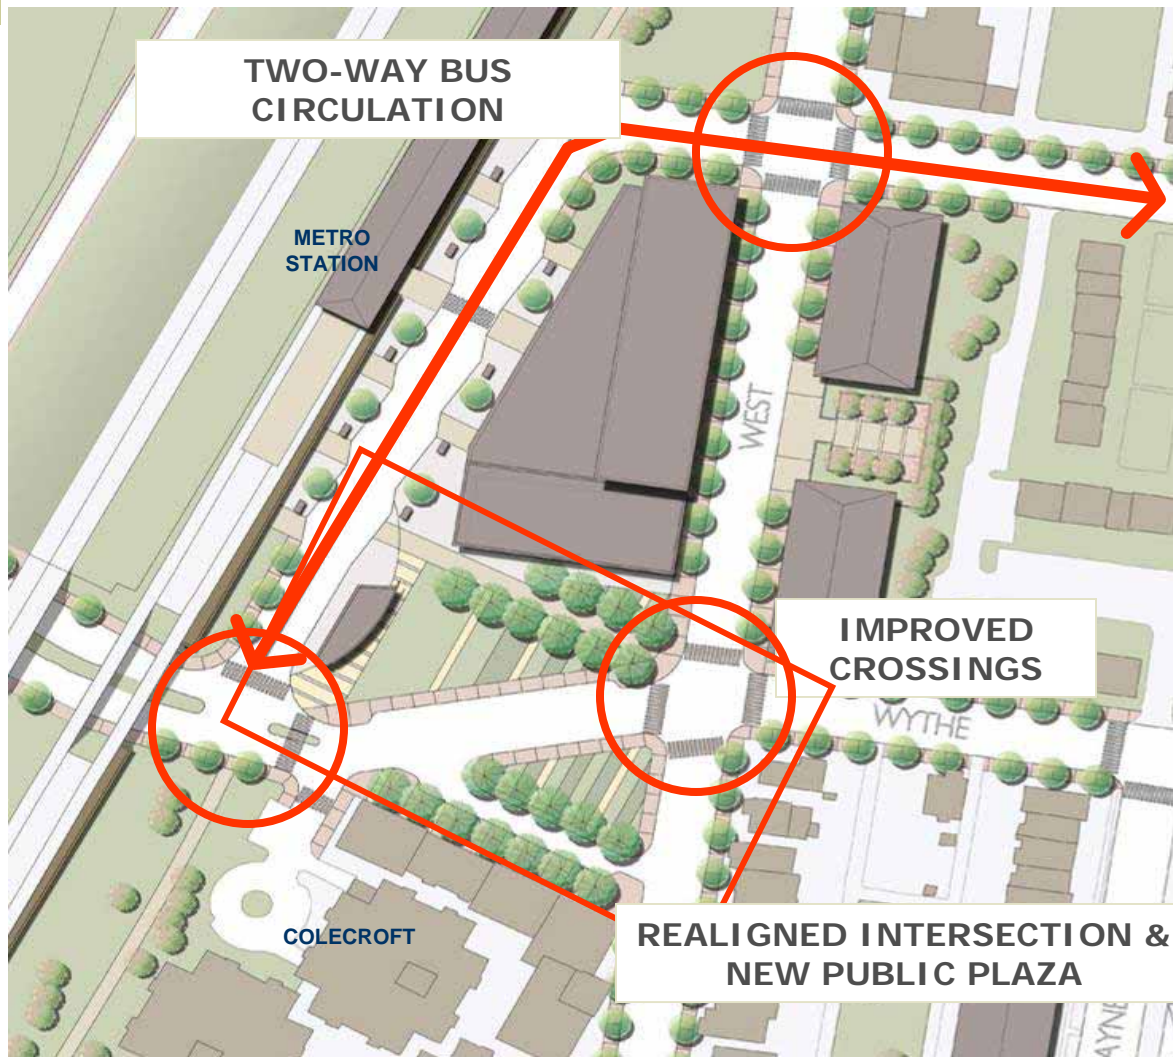 TWO-WAY BUS
CIRCULATION
METRO
STATION
WEST
IMPROVED
CROSSINGS
WYTHE
COLECROFT
REALIGNED INTERSECTION &
NEW PUBLIC PLAZA